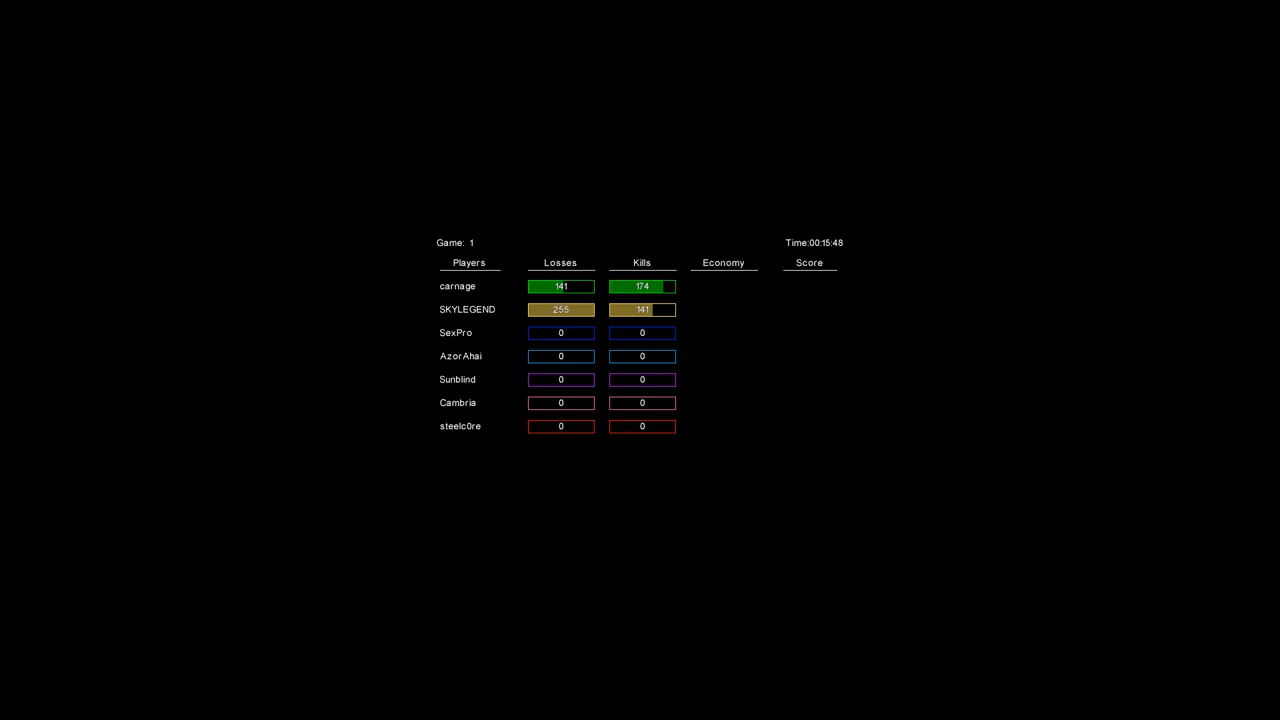 Game: 1 Time:00:15:48
Players Losses Kills Economy Score
carnage 141 174
SKYLEGEND 255 141
SexPro 0 0
AzorAhai 0 0
Sunblind 0 0
Cambria 0 0
steelc0re 0 0